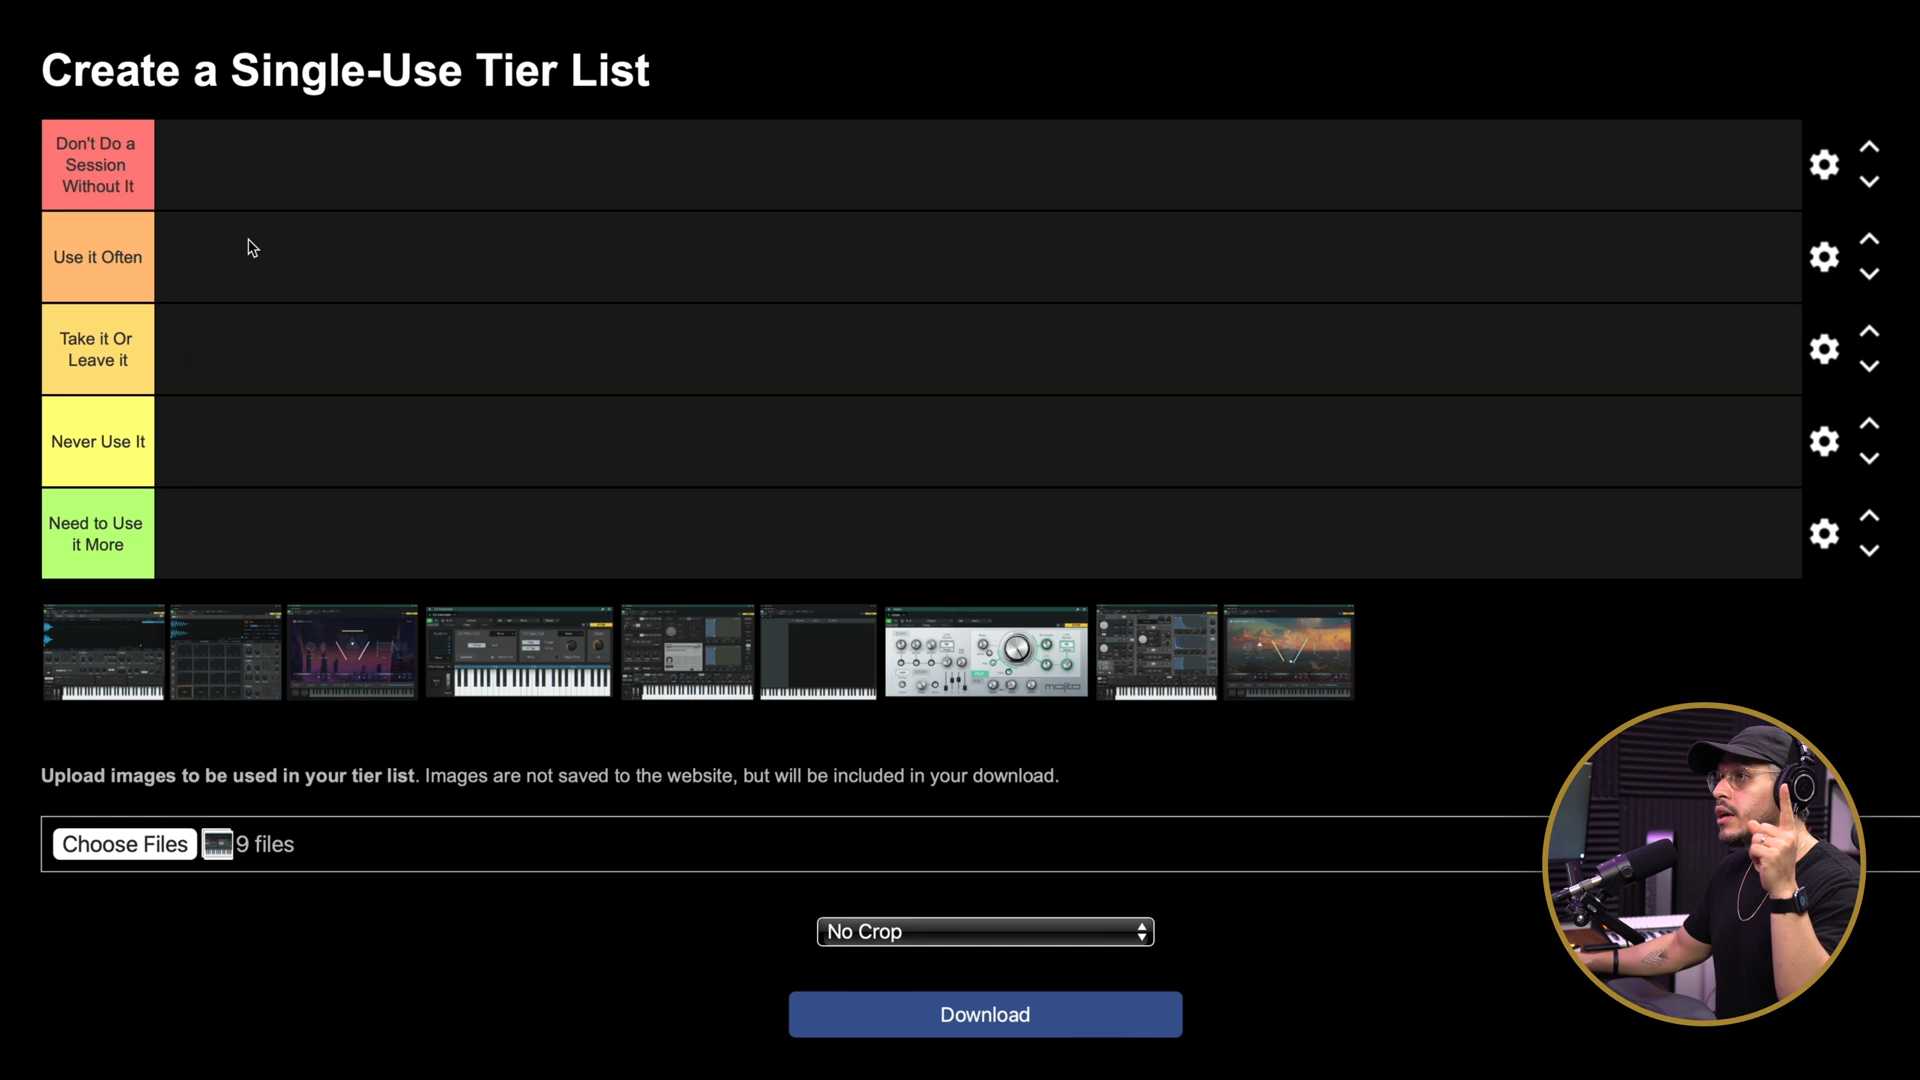 Create a Single-Use Tier List
Don't Do a
Session
Without It
Use it Often
Take it Or
Leave it
Never Use It
Need to Use
it More
mojito
Upload images to be used in your tier list. Images are not saved to the website, but will be included in your download.
Choose Files 9 files
No Crop
Download